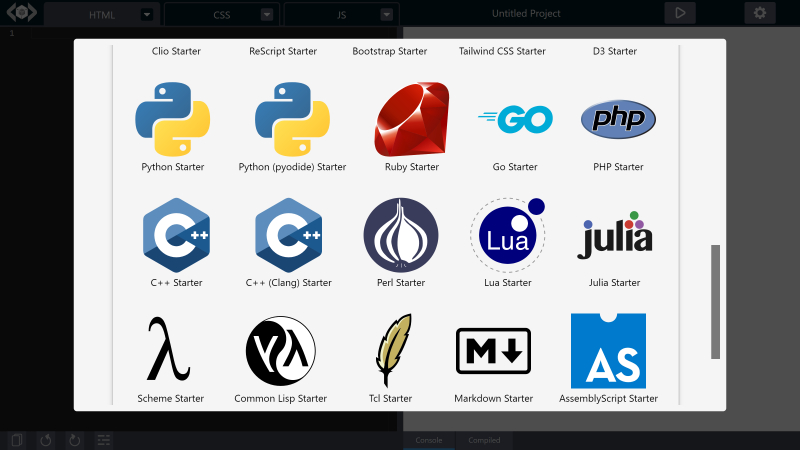 HTML CSS JS Untitled Project
1
Clio Starter ReScript Starter Bootstrap Starter Tailwind CSS Starter D3 Starter
GO php
Python Starter Python (pyodide) Starter Ruby Starter Go Starter PHP Starter
C++ C++ Lua julia
C++ Starter C++ (Clang) Starter Perl Starter Lua Starter Julia Starter
λ M AS
Scheme Starter Common Lisp Starter Tcl Starter Markdown Starter AssemblyScript Starter
Console Compiled